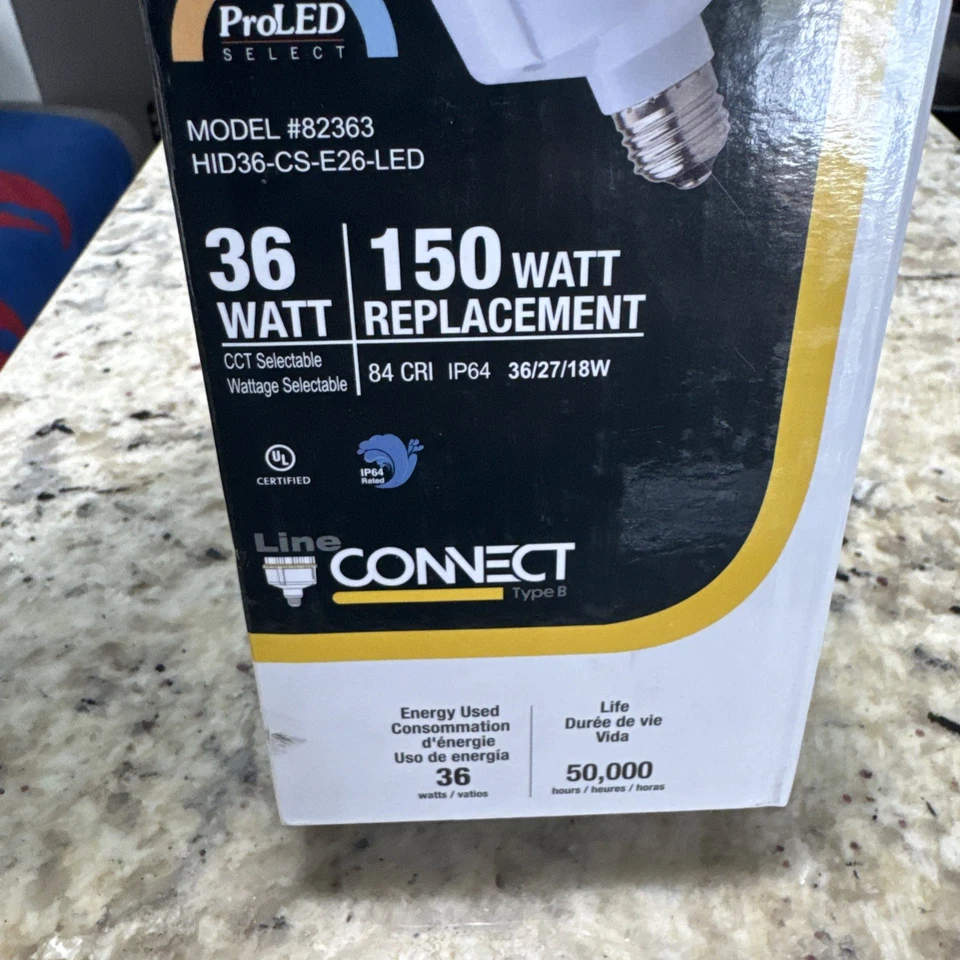 ProLED
SELECT
MODEL #82363
HID36-CS-E26-LED
36
WATT
150 WATT
REPLACEMENT
CCT Selectable
Wattage Selectable
84 CRI IP64 36/27/18W
UL
CERTIFIED
IP64
Rated
Line
CONNECT
Type B
Energy Used
Consommation
d'énergie
Uso de energía
36
watts / vatios
Life
Durée de vie
Vida
50,000
hours / heures / horas